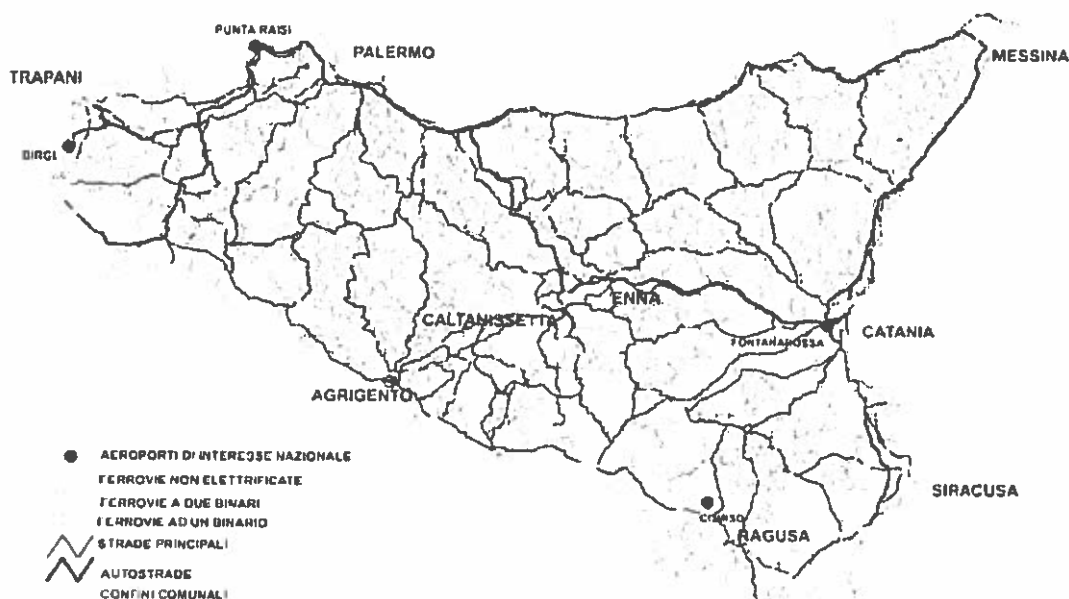 PUNTA RAISI
PALERMO
MESSINA
TRAPANI
BIRGI
ENNA
CALTANISSETTA
FONTANAROSSA
CATANIA
AGRIGENTO
AEROPORTI DI INTERESSE NAZIONALE
FERROVIE NON ELETTRIFICATE
FERROVIE A DUE BINARI
FERROVIE AD UN BINARIO
STRADE PRINCIPALI
AUTOSTRADE
CONFINI COMUNALI
SIRACUSA
COMISO
RAGUSA